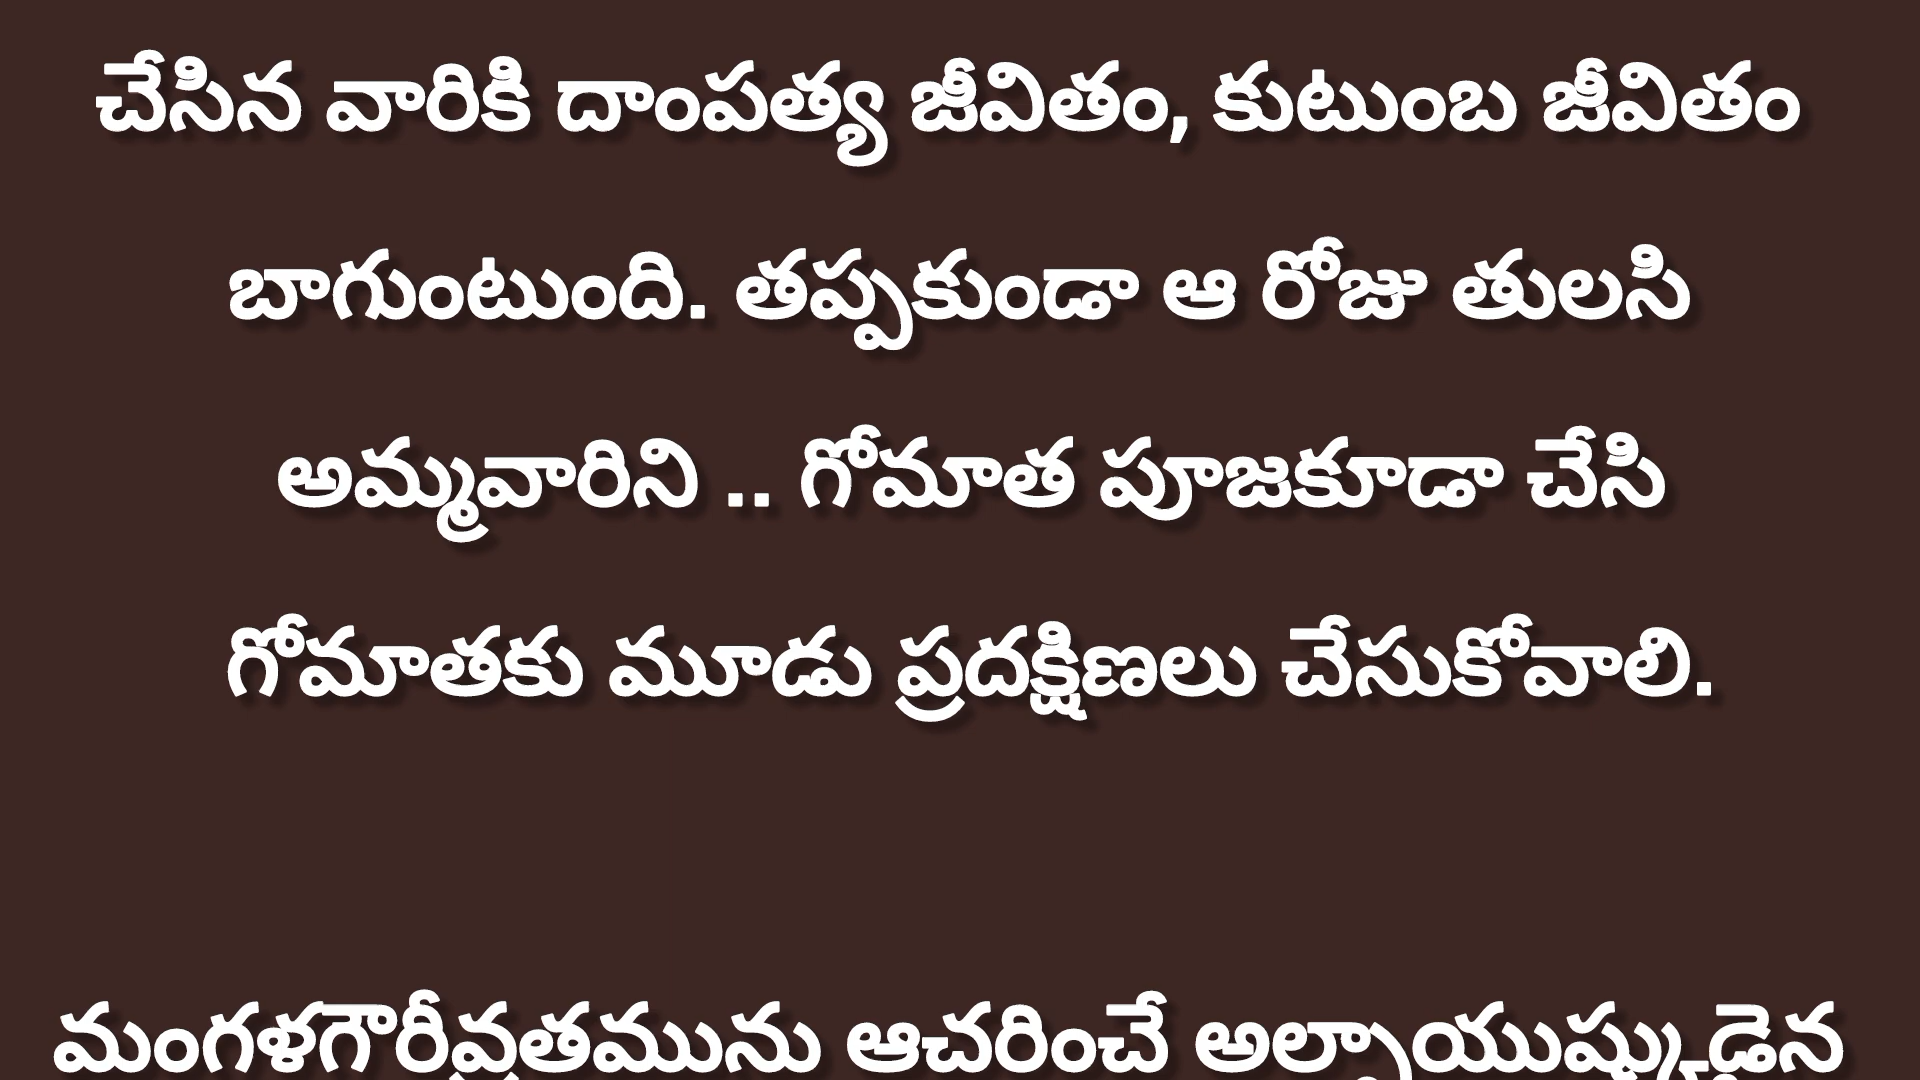 చేసిన వారికి దాంపత్య జీవితం, కుటుంబ జీవితం
బాగుంటుంది. తప్పకుండా ఆ రోజు తులసి
అమ్మవారిని .. గోమాత పూజకూడా చేసి
గోమాతకు మూడు ప్రదక్షిణలు చేసుకోవాలి.
మంగళగౌరీవ్రతమును ఆచరించే అల్పాయుష్కుడైన